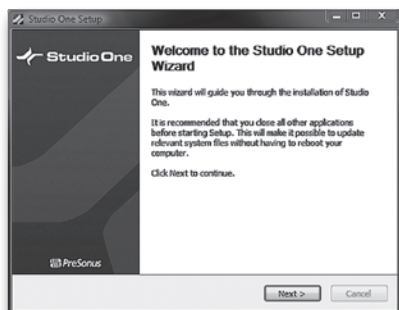 Studio One Setup
Studio One
Welcome to the Studio One Setup
Wizard
This wizard will guide you through the installation of Studio
One.
It is recommended that you close all other applications
before starting Setup. This will make it possible to update
relevant system files without having to reboot your
computer.
Click Next to continue.
PreSonus
Next >
Cancel